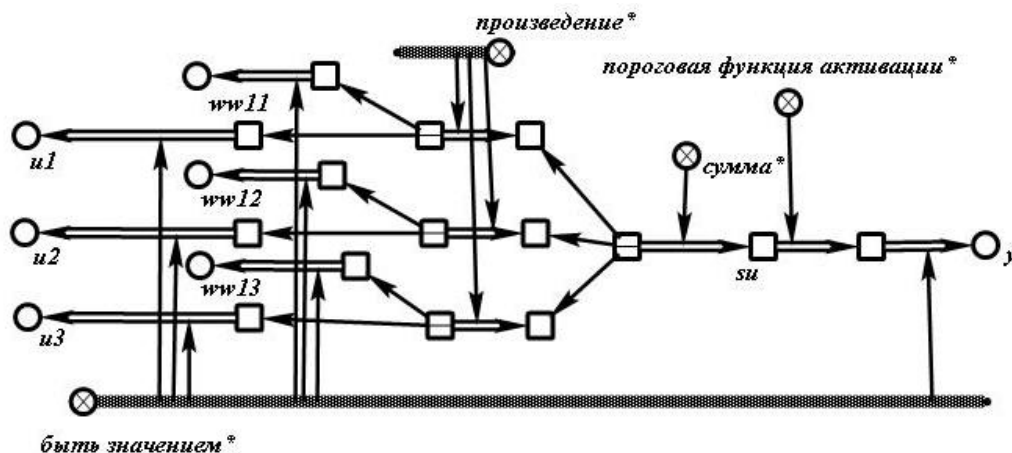 произведение*
пороговая функция активации*
ww11
u1
сумма*
ww12
u2
ww13
su
y
u3
быть значением*